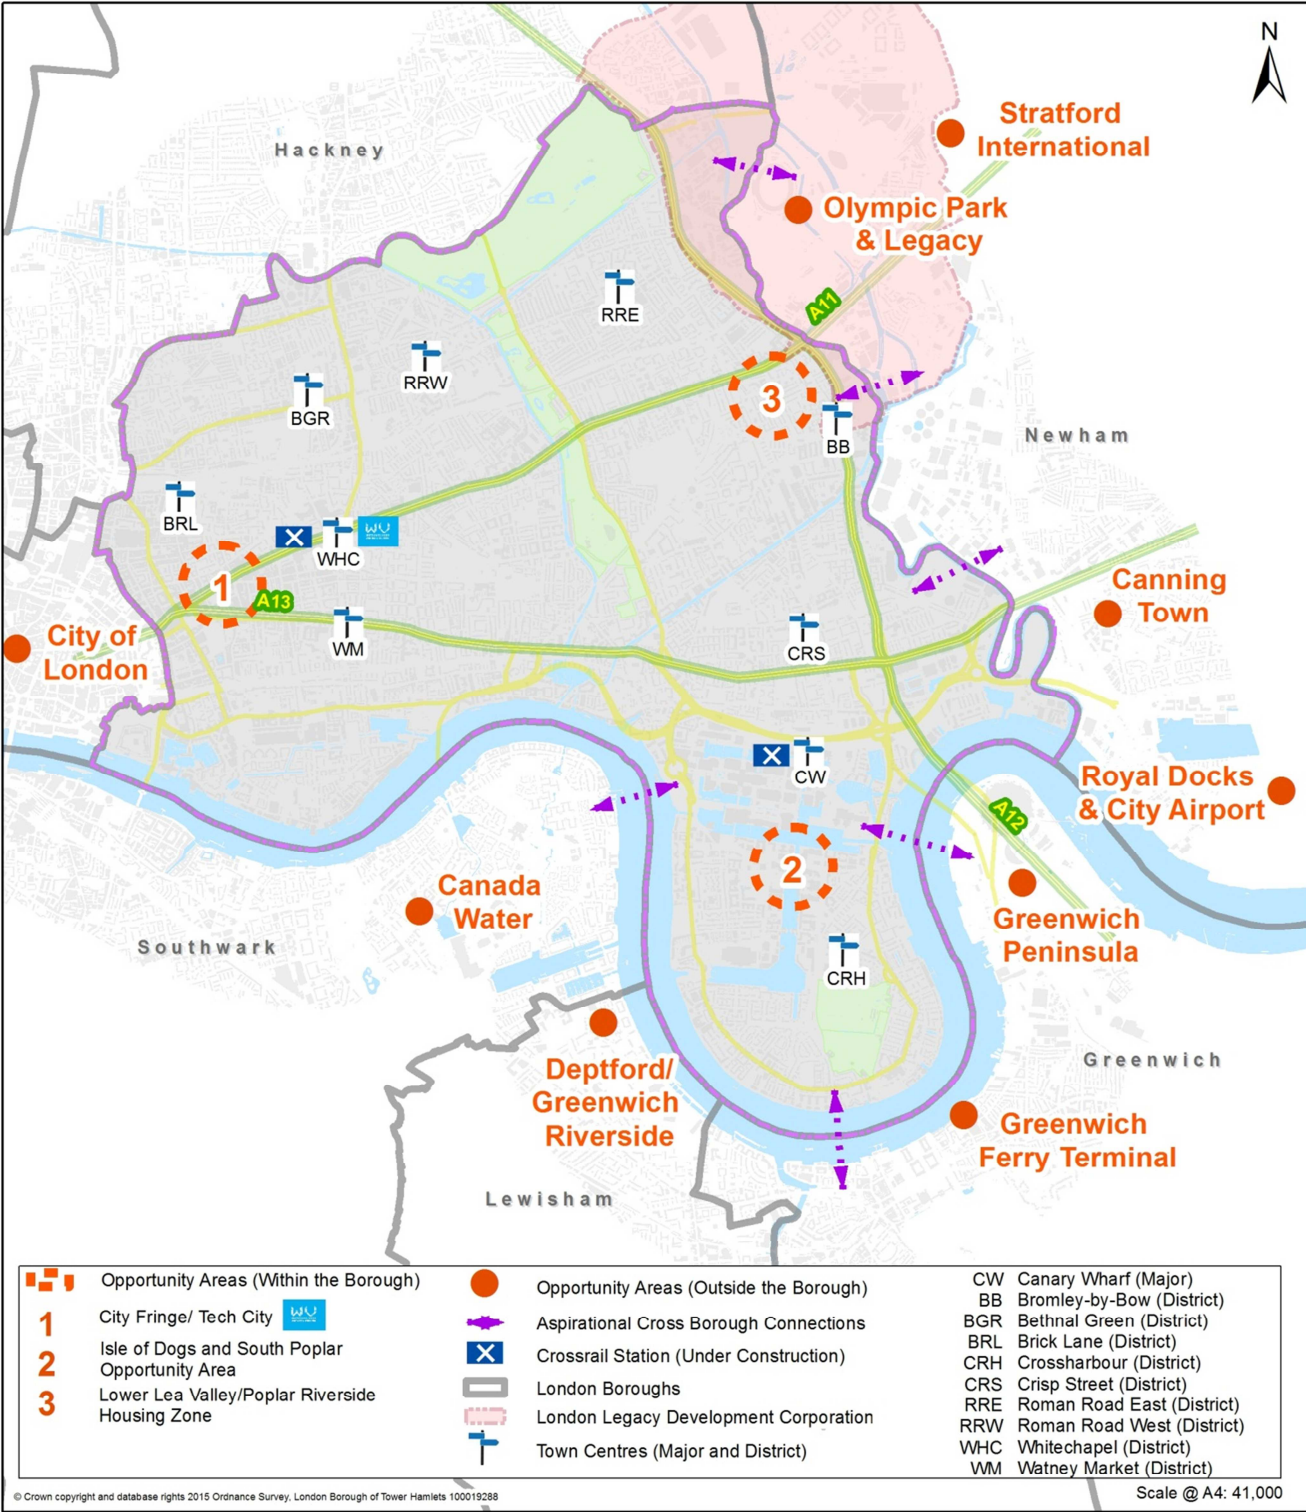 N
Stratford
International
Hackney
Olympic Park
& Legacy
A11
RRE
RRW
BGR
3
BB
Newham
BRL
WHC
1
A13
WM
City of
London
CRS
Canning
Town
CW
Royal Docks
& City Airport
A12
2
Canada
Water
Greenwich
Peninsula
Southwark
CRH
Deptford/
Greenwich
Riverside
Greenwich
Greenwich
Ferry Terminal
Lewisham
Opportunity Areas (Within the Borough)
1 City Fringe/ Tech City
2 Isle of Dogs and South Poplar
Opportunity Area
3 Lower Lea Valley/Poplar Riverside
Housing Zone
Opportunity Areas (Outside the Borough)
Aspirational Cross Borough Connections
Crossrail Station (Under Construction)
London Boroughs
London Legacy Development Corporation
Town Centres (Major and District)
CW Canary Wharf (Major)
BB Bromley-by-Bow (District)
BGR Bethnal Green (District)
BRL Brick Lane (District)
CRH Crossharbour (District)
CRS Crisp Street (District)
RRE Roman Road East (District)
RRW Roman Road West (District)
WHC Whitechapel (District)
WM Watney Market (District)
© Crown copyright and database rights 2015 Ordnance Survey, London Borough of Tower Hamlets 100019288
Scale @ A4: 41,000